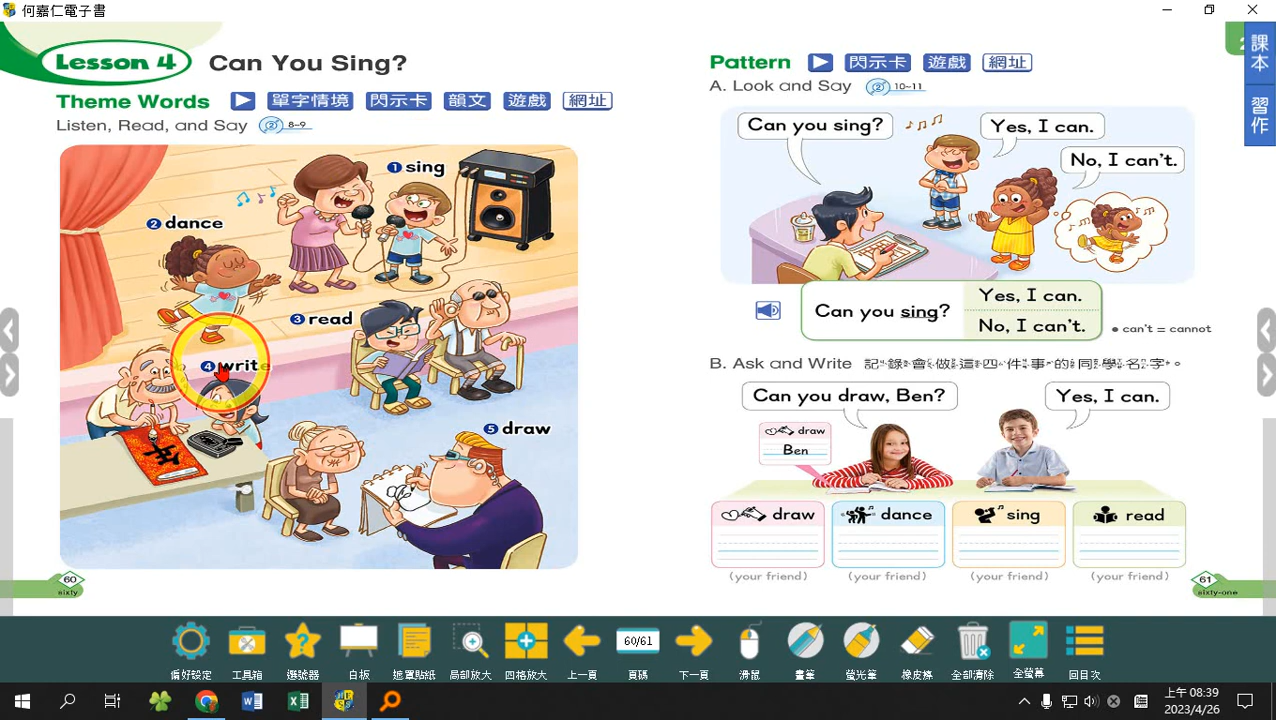 何嘉仁電子書
Lesson 4 Can You Sing?
Theme Words 單字情境 閃示卡 韻文 遊戲 網址
Listen, Read, and Say 8-9
1 sing
2 dance
3 read
4 write
5 draw
60
sixty
Pattern 閃示卡 遊戲 網址
A. Look and Say 10~11
Can you sing?
Yes, I can.
No, I can't.
Can you sing?
Yes, I can.
No, I can't.
can't = cannot
B. Ask and Write 記錄會做這四件事的同學名字。
Can you draw, Ben?
Yes, I can.
draw
Ben
draw dance sing read
(your friend) (your friend) (your friend) (your friend)
61
sixty-one
課本
習作
60/61
偏好設定 工具箱 選號器 白板 遮罩貼紙 局部放大 四格放大 上一頁 頁碼 下一頁 滑鼠 畫筆 螢光筆 橡皮擦 全部清除 全螢幕 回目次
上午 08:39
2023/4/26